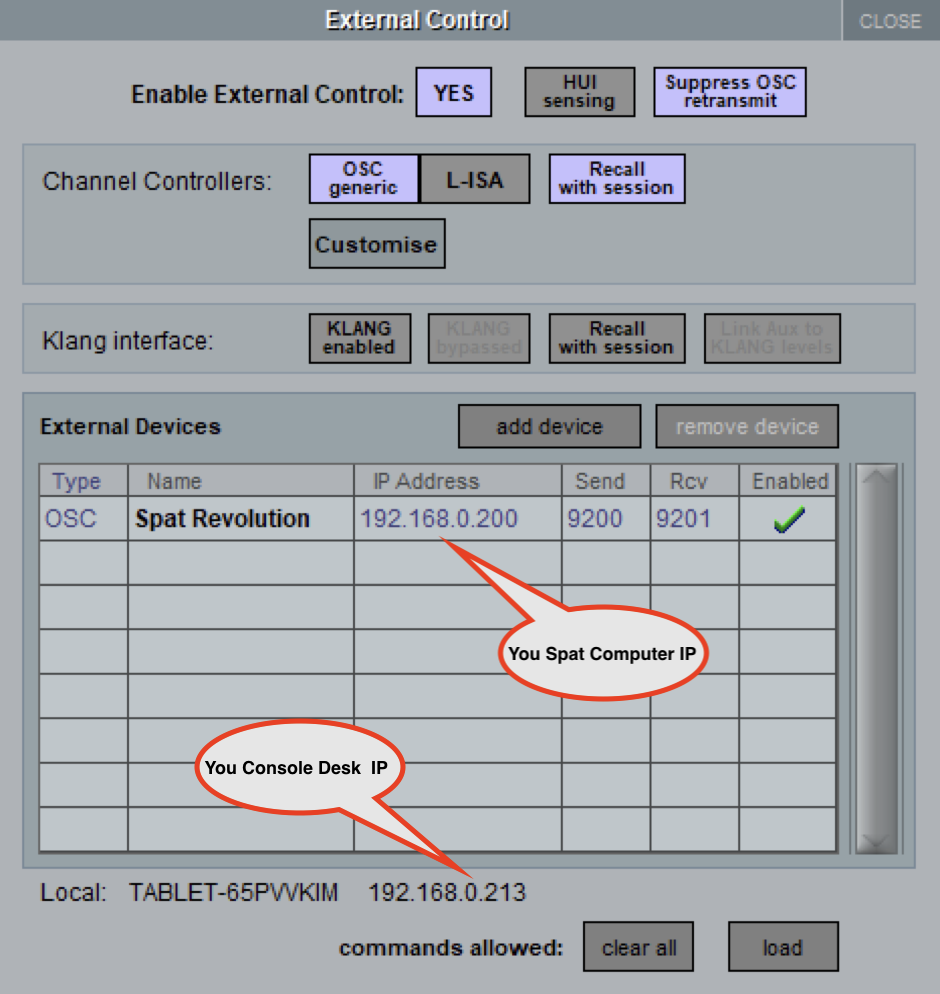 External Control
CLOSE
Enable External Control: YES
HUI sensing
Suppress OSC retransmit
Channel Controllers:
OSC generic
L-ISA
Recall with session
Customise
Klang interface:
KLANG enabled
KLANG bypassed
Recall with session
Link Aux to KLANG levels
External Devices
add device
remove device
Type Name IP Address Send Rcv Enabled
OSC Spat Revolution 192.168.0.200 9200 9201
You Spat Computer IP
You Console Desk IP
Local: TABLET-65PVVKIM 192.168.0.213
commands allowed: clear all load